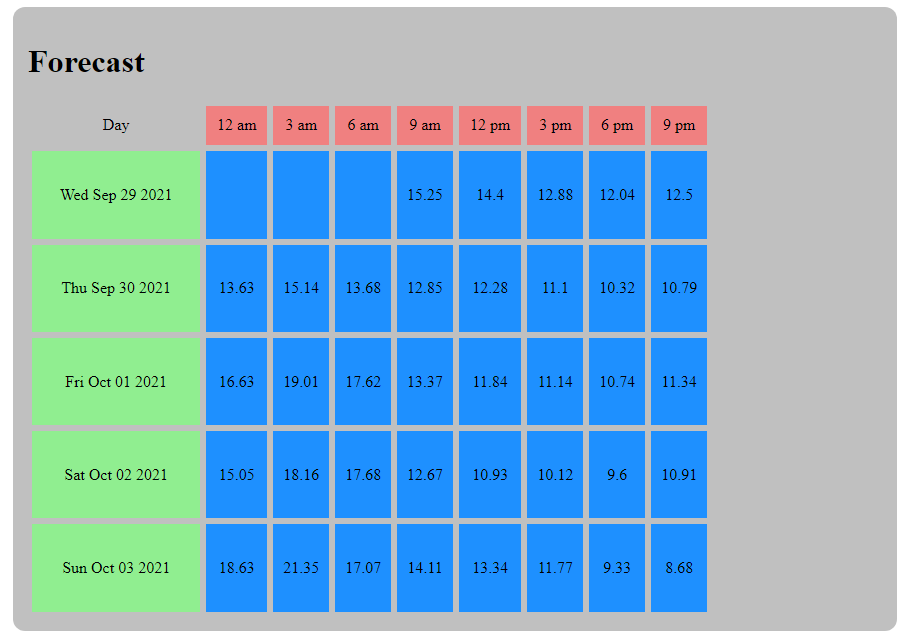 Forecast
Day 12 am 3 am 6 am 9 am 12 pm 3 pm 6 pm 9 pm
Wed Sep 29 2021 15.25 14.4 12.88 12.04 12.5
Thu Sep 30 2021 13.63 15.14 13.68 12.85 12.28 11.1 10.32 10.79
Fri Oct 01 2021 16.63 19.01 17.62 13.37 11.84 11.14 10.74 11.34
Sat Oct 02 2021 15.05 18.16 17.68 12.67 10.93 10.12 9.6 10.91
Sun Oct 03 2021 18.63 21.35 17.07 14.11 13.34 11.77 9.33 8.68